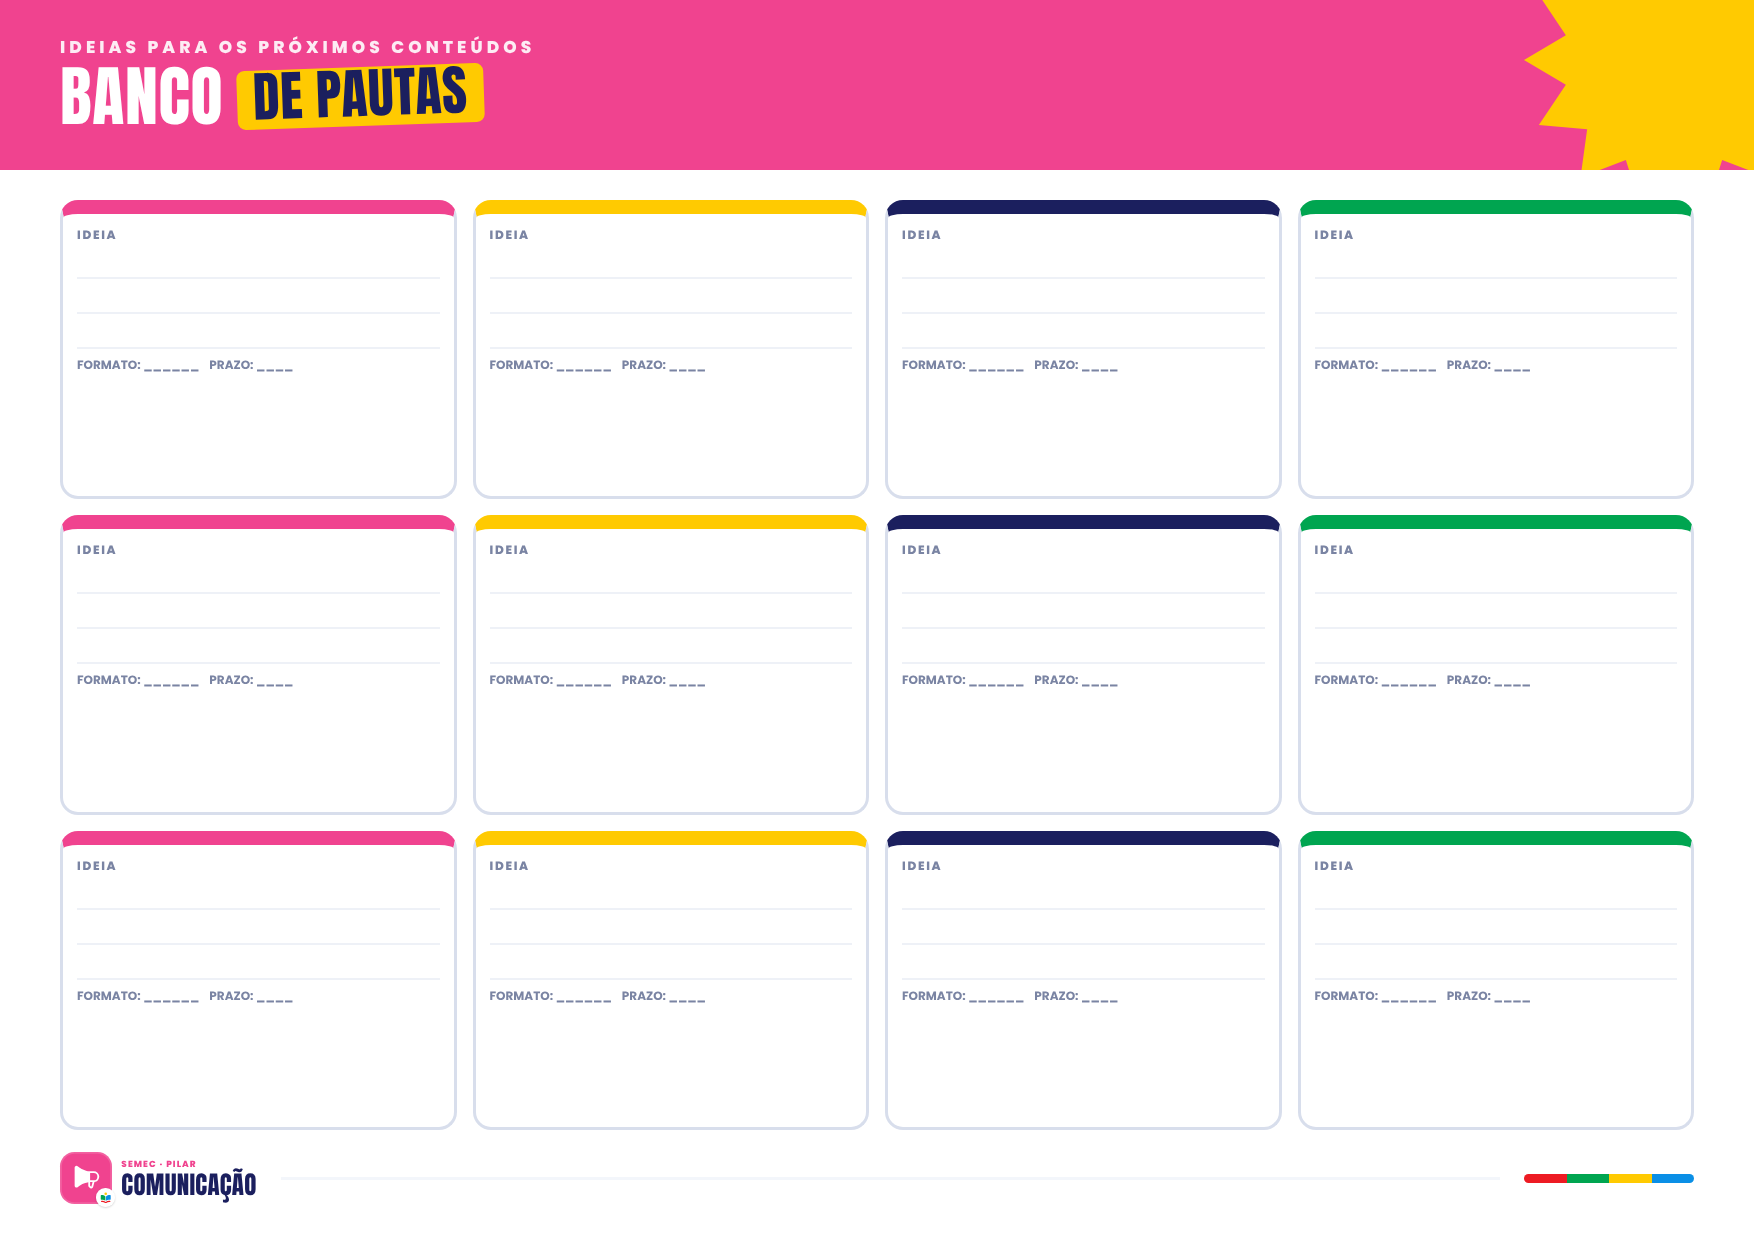 IDEIAS PARA OS PRÓXIMOS CONTEÚDOS
BANCO DE PAUTAS
IDEIA IDEIA IDEIA IDEIA
FORMATO: ______ PRAZO: ____ FORMATO: ______ PRAZO: ____ FORMATO: ______ PRAZO: ____ FORMATO: ______ PRAZO: ____
IDEIA IDEIA IDEIA IDEIA
FORMATO: ______ PRAZO: ____ FORMATO: ______ PRAZO: ____ FORMATO: ______ PRAZO: ____ FORMATO: ______ PRAZO: ____
IDEIA IDEIA IDEIA IDEIA
FORMATO: ______ PRAZO: ____ FORMATO: ______ PRAZO: ____ FORMATO: ______ PRAZO: ____ FORMATO: ______ PRAZO: ____
SEMEC · PILAR
COMUNICAÇÃO